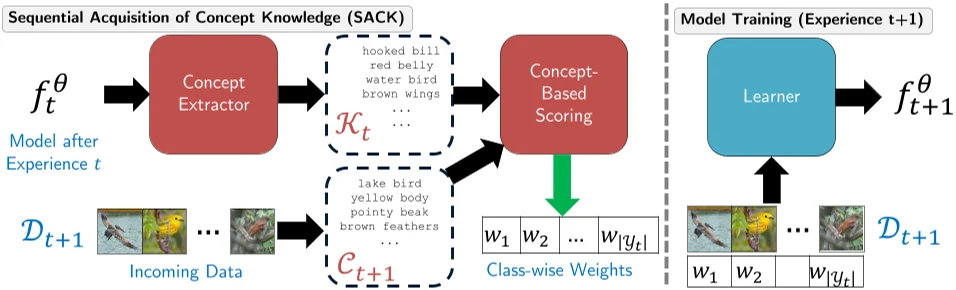 Sequential Acquisition of Concept Knowledge (SACK)
f_t^θ
Model after
Experience t
Concept
Extractor
hooked bill
red belly
water bird
brown wings
...
...
𝒦_t
Concept-
Based
Scoring
𝒟_{t+1}
...
Incoming Data
lake bird
yellow body
pointy beak
brown feathers
...
𝒞_{t+1}
w_1 w_2 ... w_{|𝒴_t|}
Class-wise Weights
Model Training (Experience t+1)
Learner
f_{t+1}^θ
...
𝒟_{t+1}
w_1 w_2 w_{|𝒴_t|}